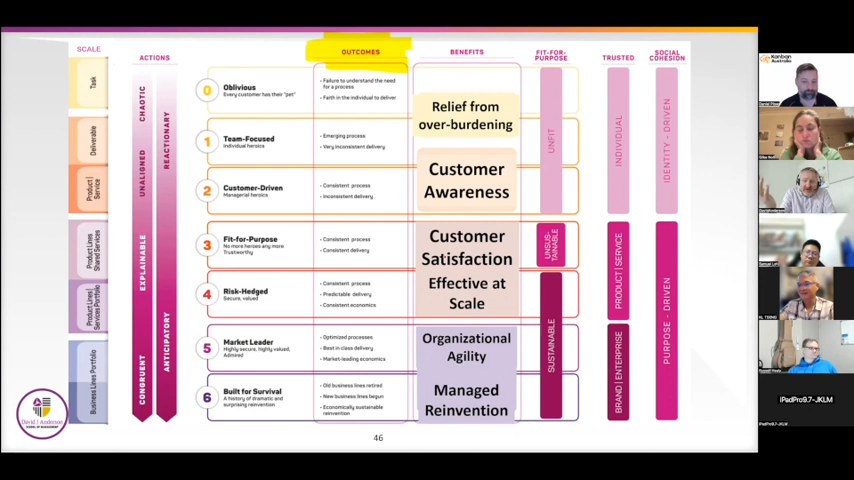 SCALE
ACTIONS
OUTCOMES
BENEFITS
FIT-FOR-
PURPOSE
TRUSTED
SOCIAL
COHESION
Task
Deliverable
Product |
Service
Product Lines
Shared Services
Product Lines |
Services Portfolio
Business Lines Portfolio
CHAOTIC
UNALIGNED
EXPLAINABLE
CONGRUENT
REACTIONARY
ANTICIPATORY
0
Oblivious
Every customer has their "pet"
• Failure to understand the need
for a process
• Faith in the individual to deliver
Relief from
over-burdening
1
Team-Focused
Individual heroics
• Emerging process
• Very inconsistent delivery
2
Customer-Driven
Managerial heroics
• Consistent process
• Inconsistent delivery
Customer
Awareness
3
Fit-for-Purpose
No more heroes any more
Trustworthy
• Consistent process
• Consistent delivery
Customer
Satisfaction
4
Risk-Hedged
Secure, valued
• Consistent process
• Predictable delivery
• Consistent economics
Effective at
Scale
5
Market Leader
Highly secure, highly valued,
Admired
• Optimized processes
• Best in class delivery
• Market-leading economics
Organizational
Agility
6
Built for Survival
A history of dramatic and
surprising reinvention
• Old business lines retired
• New business lines begun
• Economically sustainable
reinvention
Managed
Reinvention
UNFIT
UNSUS-
TAINABLE
SUSTAINABLE
INDIVIDUAL
PRODUCT | SERVICE
BRAND | ENTERPRISE
IDENTITY - DRIVEN
PURPOSE - DRIVEN
David J Anderson
SCHOOL OF MANAGEMENT
46
Kanban
Australia
iPadPro9.7-JKLM
iPadPro9.7-JKLM